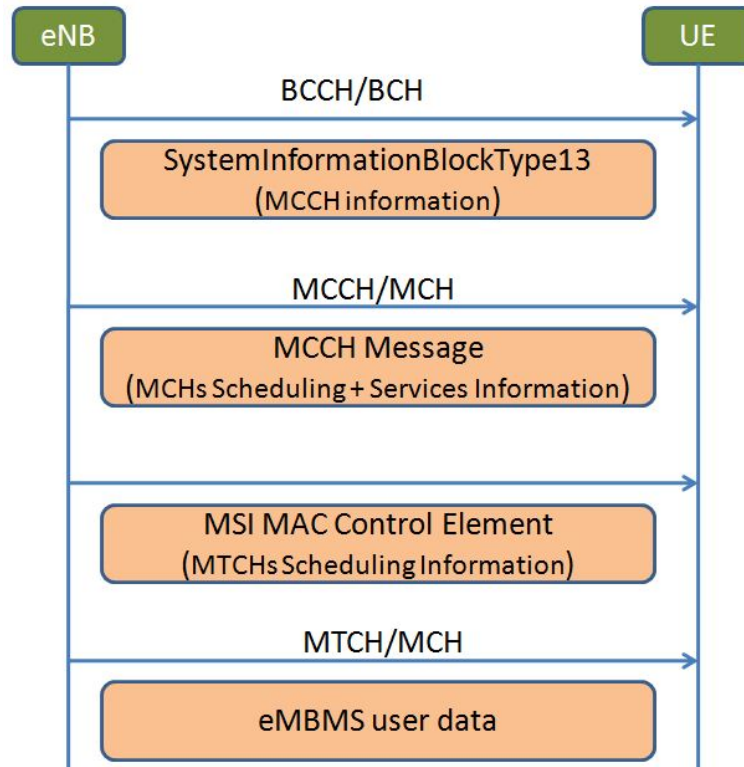 eNB
UE
BCCH/BCH
SystemInformationBlockType13
(MCCH information)
MCCH/MCH
MCCH Message
(MCHs Scheduling + Services Information)
MSI MAC Control Element
(MTCHs Scheduling Information)
MTCH/MCH
eMBMS user data